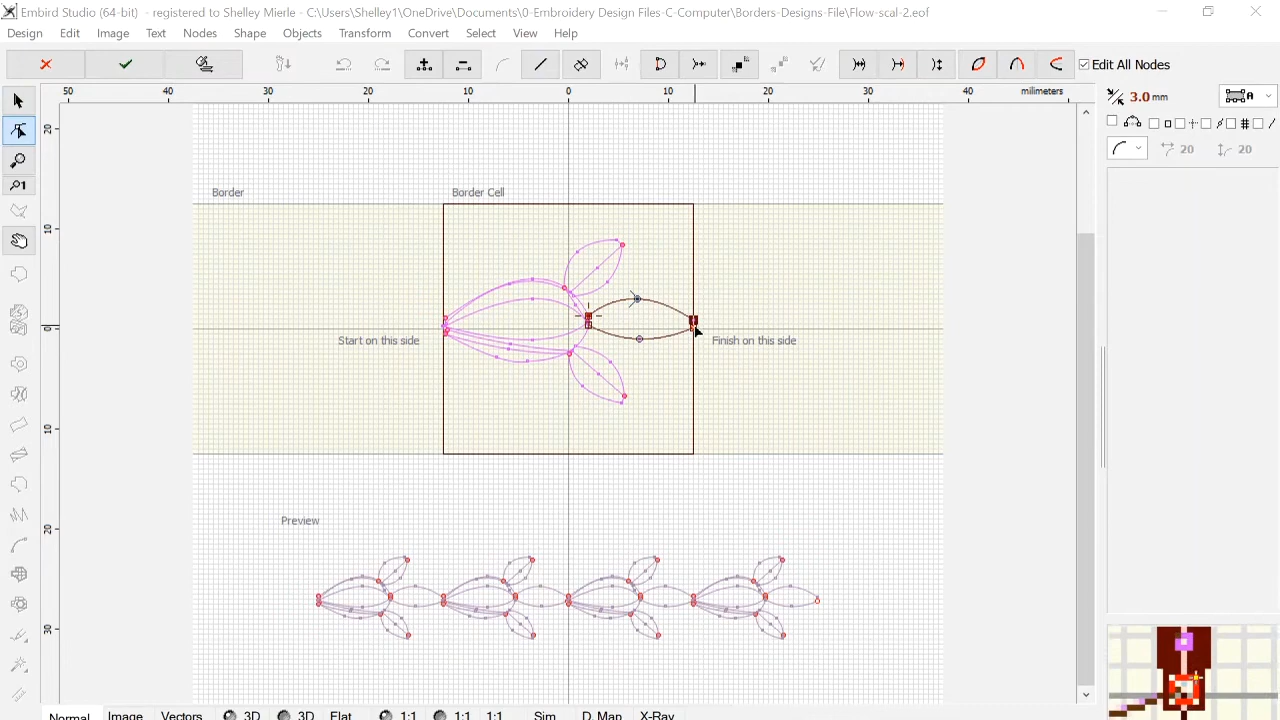 Embird Studio (64-bit) - registered to Shelley Mierle - C:\Users\Shelley1\OneDrive\Documents\0-Embroidery Design Files-C-Computer\Borders-Designs-File\Flow-scal-2.eof
Design Edit Image Text Nodes Shape Objects Transform Convert Select View Help
Edit All Nodes
50 40 30 20 10 0 10 20 30 40 milimeters
3.0 mm
A
20 20
1
20
Border Border Cell
10
0
Start on this side Finish on this side
10
Preview
20
30
Normal Image Vectors 3D 3D Flat 1:1 1:1 1:1 Sim D. Map X-Ray